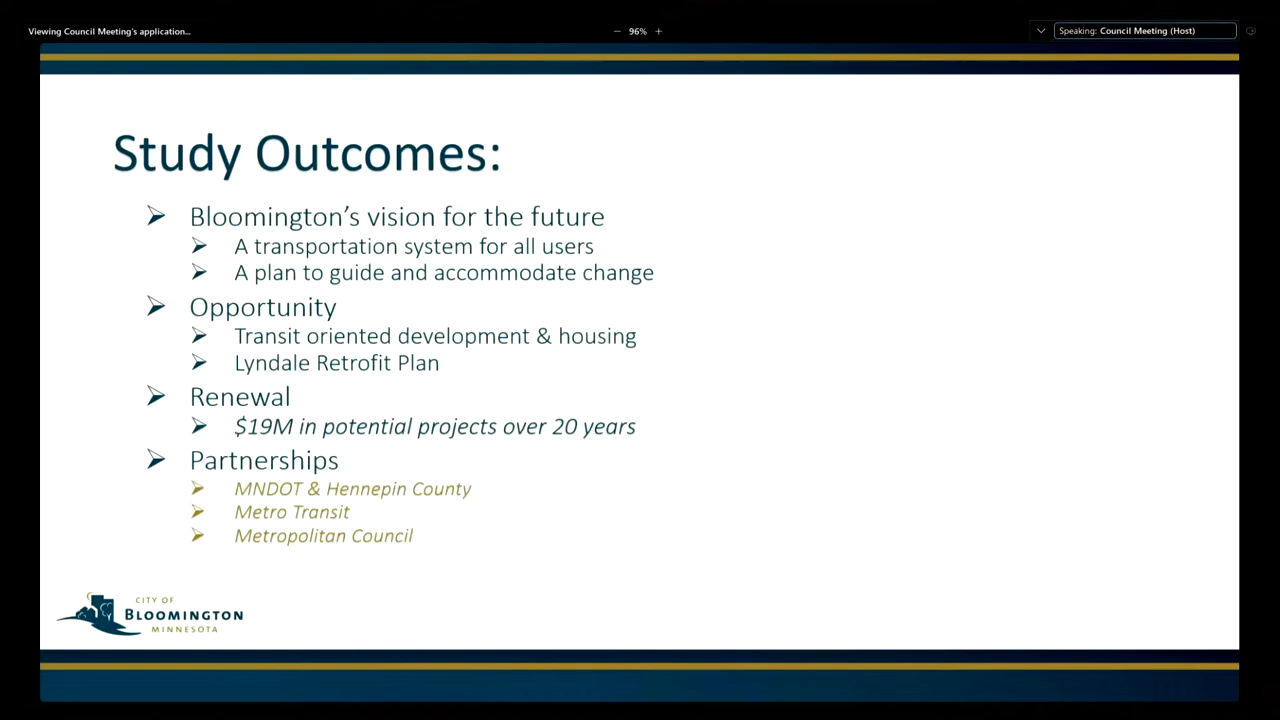 Viewing Council Meeting's application...
− 96% +
Speaking: Council Meeting (Host)
Study Outcomes:
Bloomington's vision for the future
A transportation system for all users
A plan to guide and accommodate change
Opportunity
Transit oriented development & housing
Lyndale Retrofit Plan
Renewal
$19M in potential projects over 20 years
Partnerships
MNDOT & Hennepin County
Metro Transit
Metropolitan Council
CITY OF
BLOOMINGTON
MINNESOTA